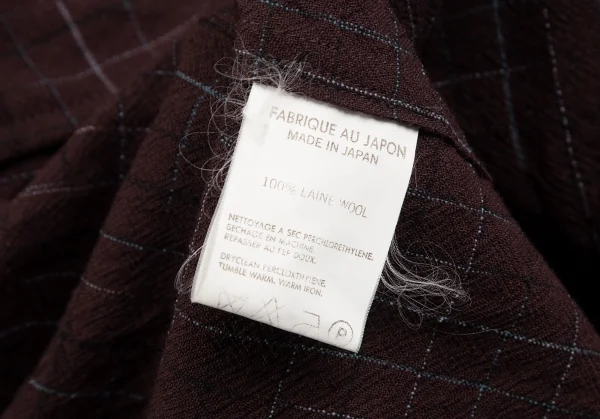 FABRIQUE AU JAPON
MADE IN JAPAN
100% LAINE WOOL
NETTOYAGE A SEC PERCHLORETHYLENE.
SECHAGE EN MACHINE.
REPASSER AU FER DOUX.
DRYCLEAN PERCLOATHYENE.
TUMBLE WARM. WARM IRON.
P